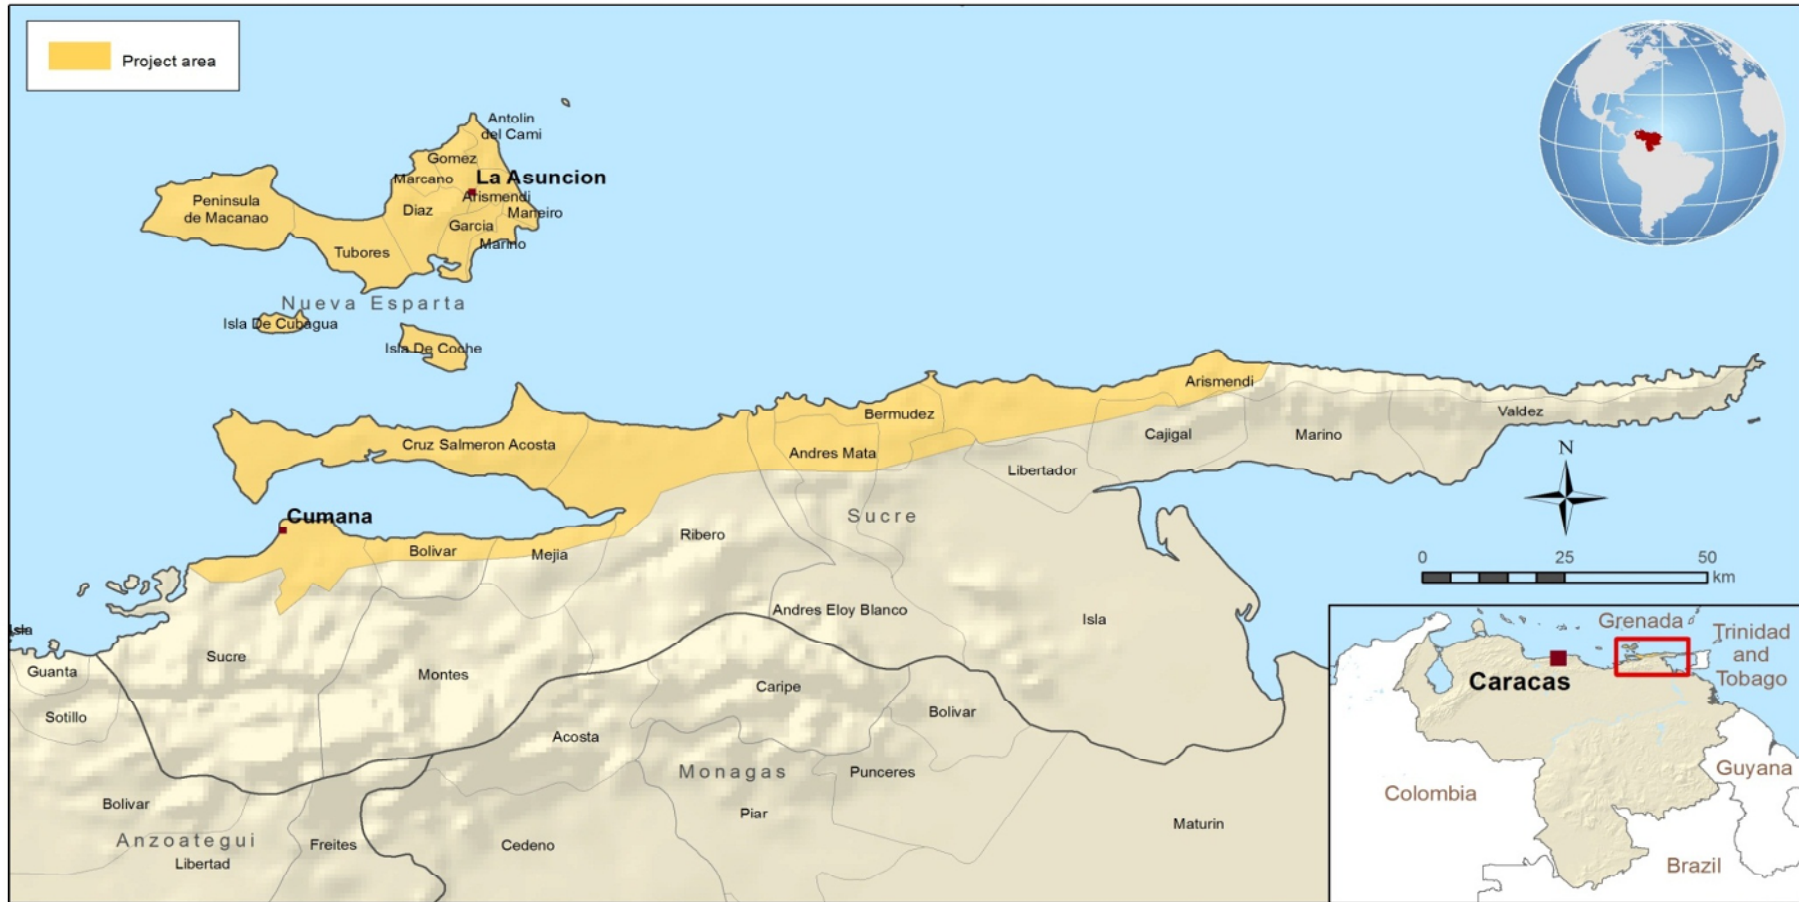 Project area
Antolin
del Cami
Gomez
Marcano
La Asuncion
Arismendi
Peninsula
de Macanao
Diaz
Maneiro
Garcia
Marino
Tubores
Nueva Esparta
Isla De Cubagua
Isla De Coche
Arismendi
Bermudez
Valdez
Cruz Salmeron Acosta
Andres Mata
Cajigal
Marino
Libertador
N
Cumana
Sucre
Ribero
Bolivar
Mejia
0 25 50
km
Andres Eloy Blanco
Isla
Isla
Guanta
Sucre
Montes
Caripe
Bolivar
Sotillo
Acosta
Monagas
Punceres
Bolivar
Piar
Maturin
Anzoategui
Freites
Cedeno
Libertad
Grenada
Trinidad
and
Tobago
Caracas
Guyana
Colombia
Brazil